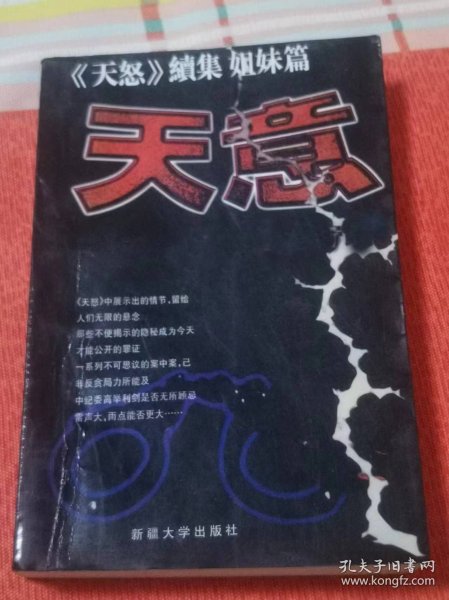 《天怒》續集 姐妹篇
天意
《天怒》中展示出的情节，留给
人们无限的悬念
那些不便揭示的隐秘成为今天
才能公开的罪证
一系列不可思议的案中案，己
非反贪局力所能及
中纪委高举利剑是否无所顾忌
雷声大，雨点能否更大……
新疆大学出版社
孔夫子旧书网
www.kongfz.com